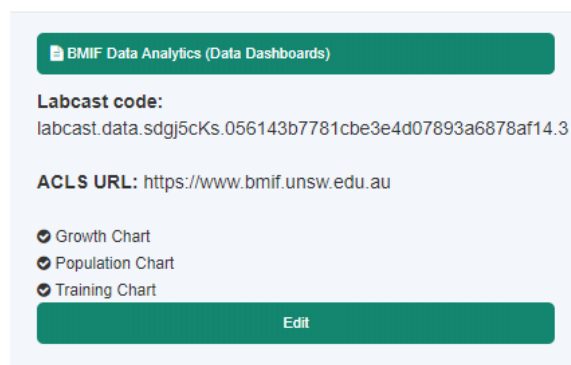 BMIF Data Analytics (Data Dashboards)
Labcast code:
labcast.data.sdgj5cKs.056143b7781cbe3e4d07893a6878af14.3
ACLS URL: https://www.bmif.unsw.edu.au
Growth Chart
Population Chart
Training Chart
Edit